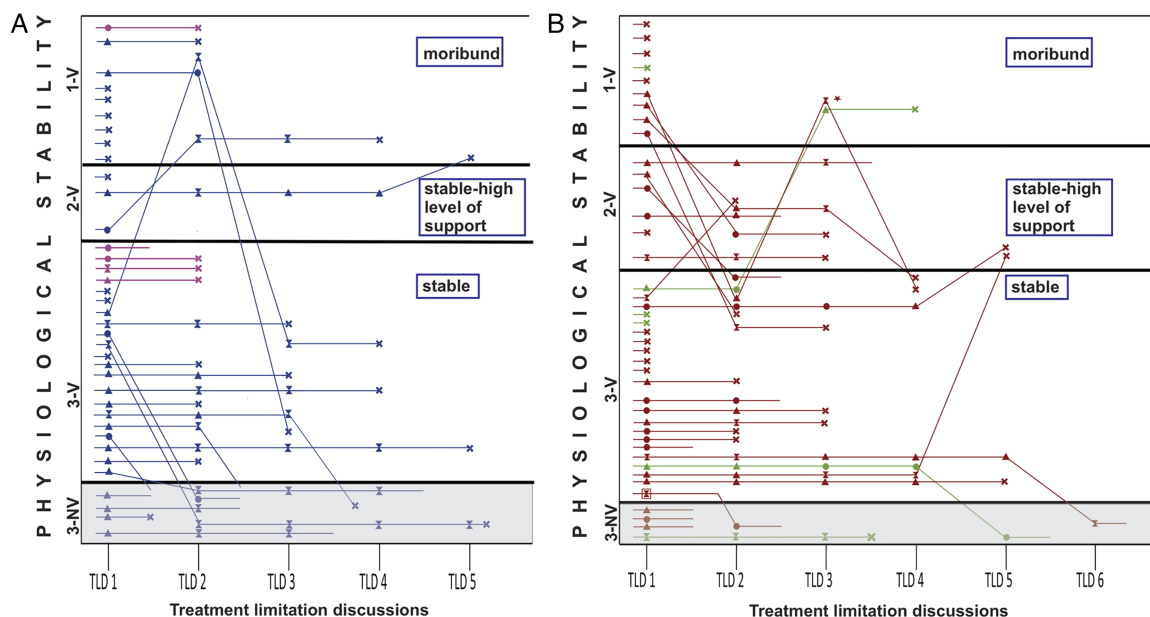 A
PHYSIOLOGICAL STABILITY
1-V
2-V
3-V
3-NV
moribund
stable-high
level of
support
stable
TLD 1
TLD 2
TLD 3
TLD 4
TLD 5
Treatment limitation discussions
B
PHYSIOLOGICAL STABILITY
1-V
2-V
3-V
3-NV
moribund
stable-high
level of
support
stable
TLD 1
TLD 2
TLD 3
TLD 4
TLD 5
TLD 6
Treatment limitation discussions